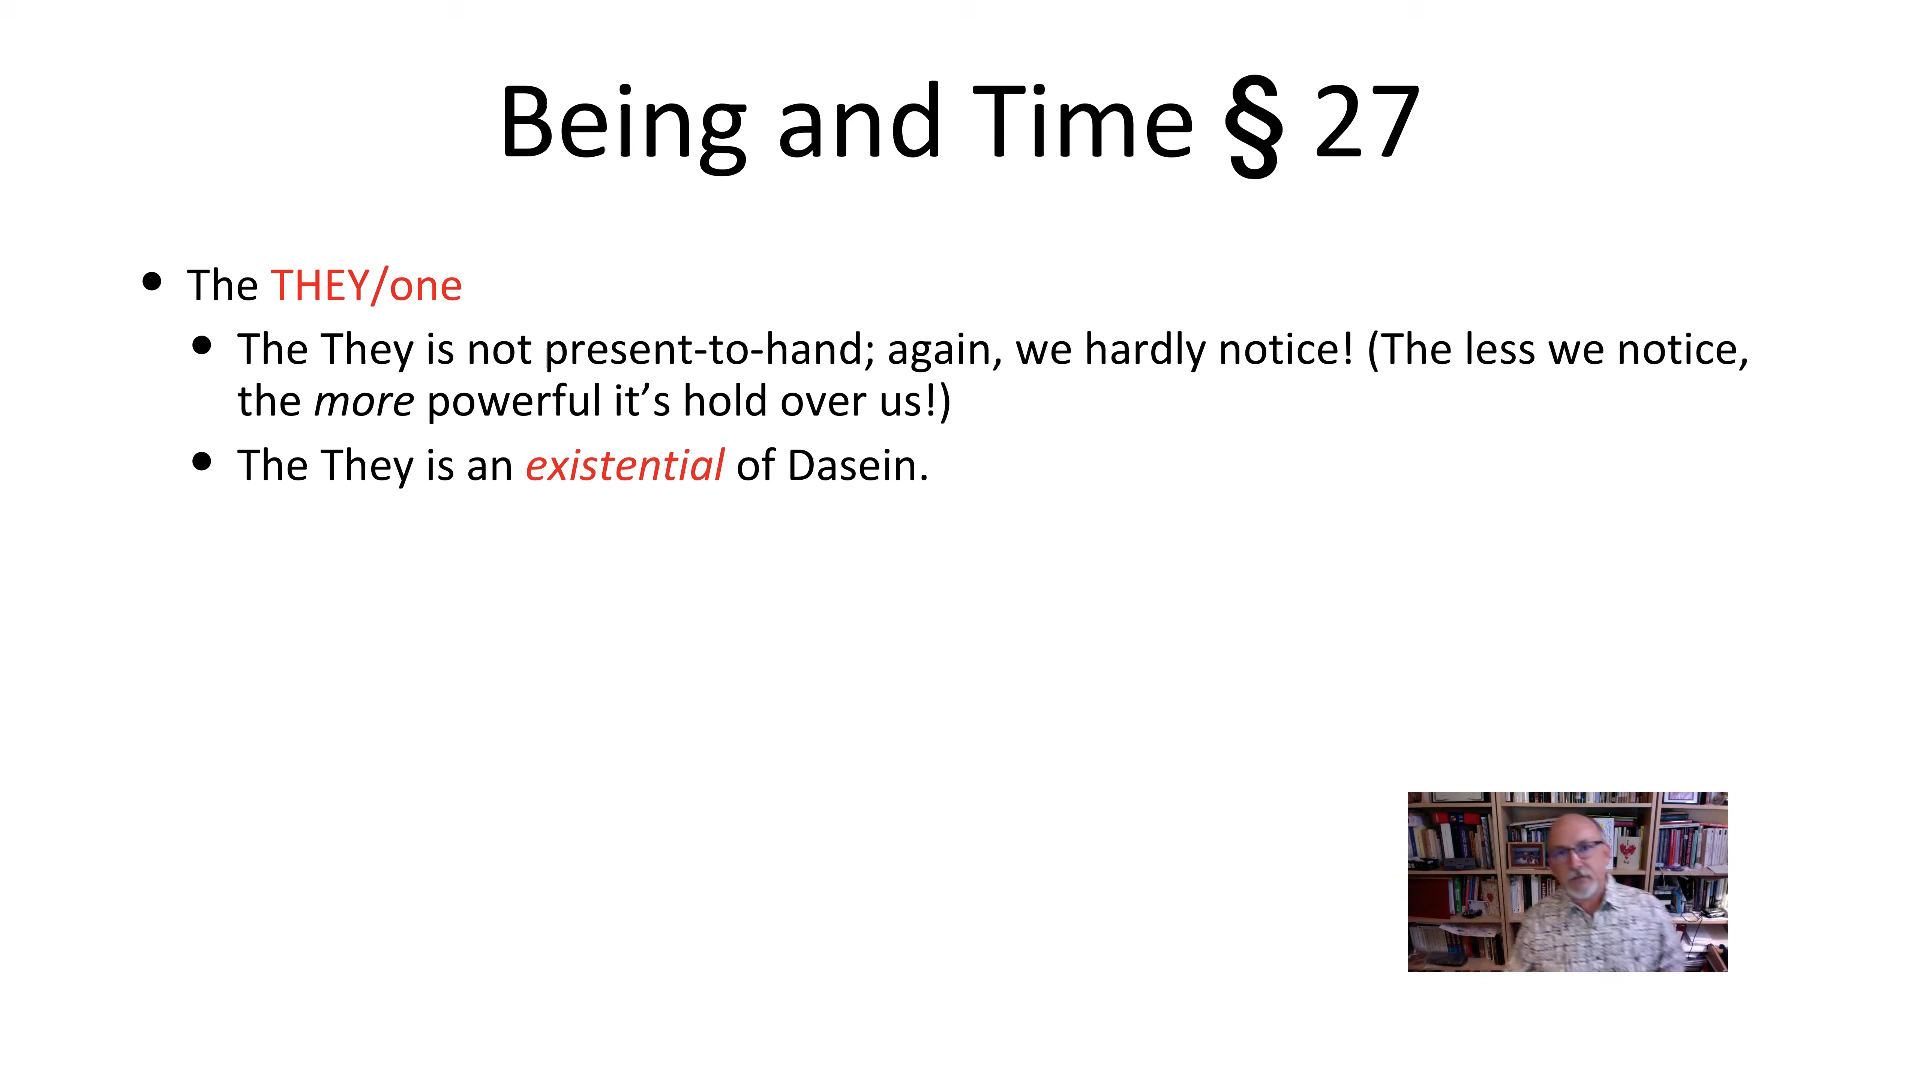 Being and Time § 27
• The THEY/one
• The They is not present-to-hand; again, we hardly notice! (The less we notice,
the more powerful it’s hold over us!)
• The They is an existential of Dasein.